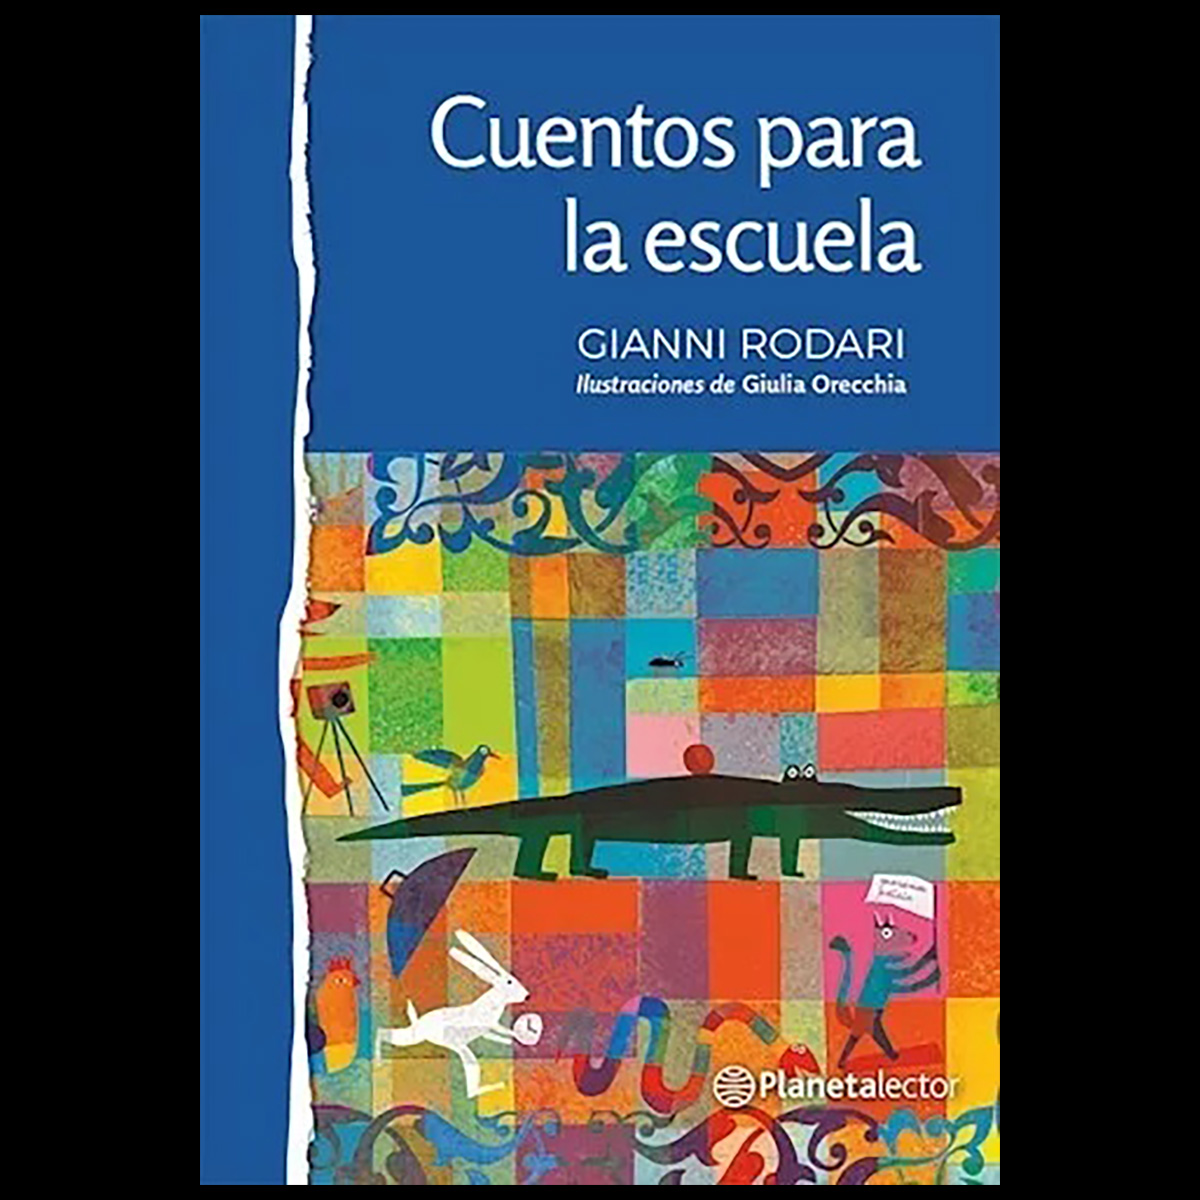 Cuentos para
la escuela
GIANNI RODARI
Ilustraciones de Giulia Orecchia
Planetalector